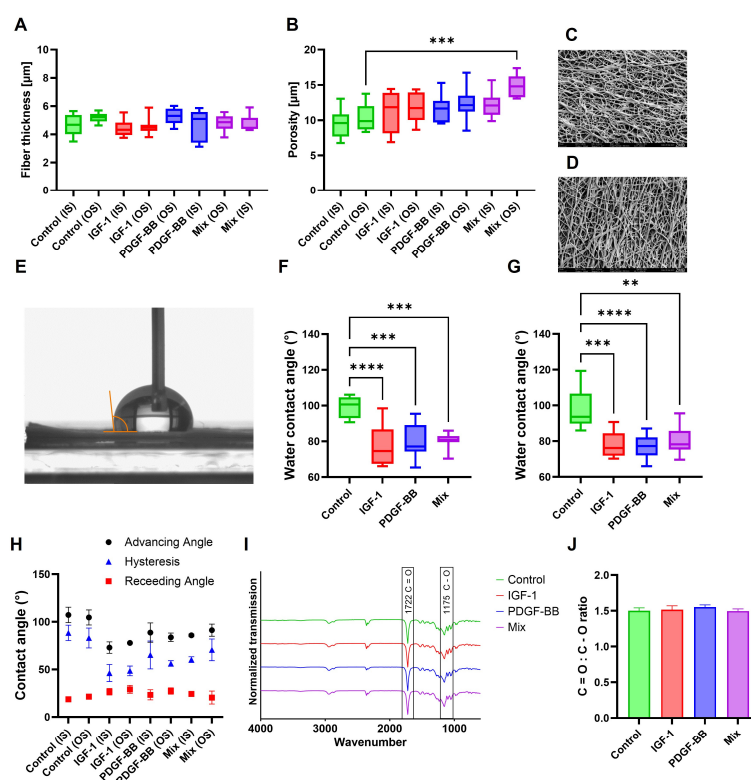 A
Fiber thickness [µm]
10
8
6
4
2
0
Control (IS)
Control (OS)
IGF-1 (IS)
IGF-1 (OS)
PDGF-BB (IS)
PDGF-BB (OS)
Mix (OS)
Mix (IS)
B
Porosity [µm]
20
15
10
5
0
***
Control (IS)
Control (OS)
IGF-1 (IS)
IGF-1 (OS)
PDGF-BB (IS)
PDGF-BB (OS)
Mix (IS)
Mix (OS)
C
D
E
F
Water contact angle (°)
140
120
100
80
60
***
***
****
Control
IGF-1
PDGF-BB
Mix
G
Water contact angle (°)
140
120
100
80
60
**
****
***
Control
IGF-1
PDGF-BB
Mix
H
Advancing Angle
Hysteresis
Receeding Angle
Contact angle (°)
150
100
50
0
Control (IS)
Control (OS)
IGF-1 (IS)
IGF-1 (OS)
PDGF-BB (IS)
PDGF-BB (OS)
Mix (IS)
Mix (OS)
I
Normalized transmission
1722 C = O
1175 C - O
Control
IGF-1
PDGF-BB
Mix
4000
3000
2000
1000
Wavenumber
J
C = O : C - O ratio
2.0
1.5
1.0
0.5
0.0
Control
IGF-1
PDGF-BB
Mix